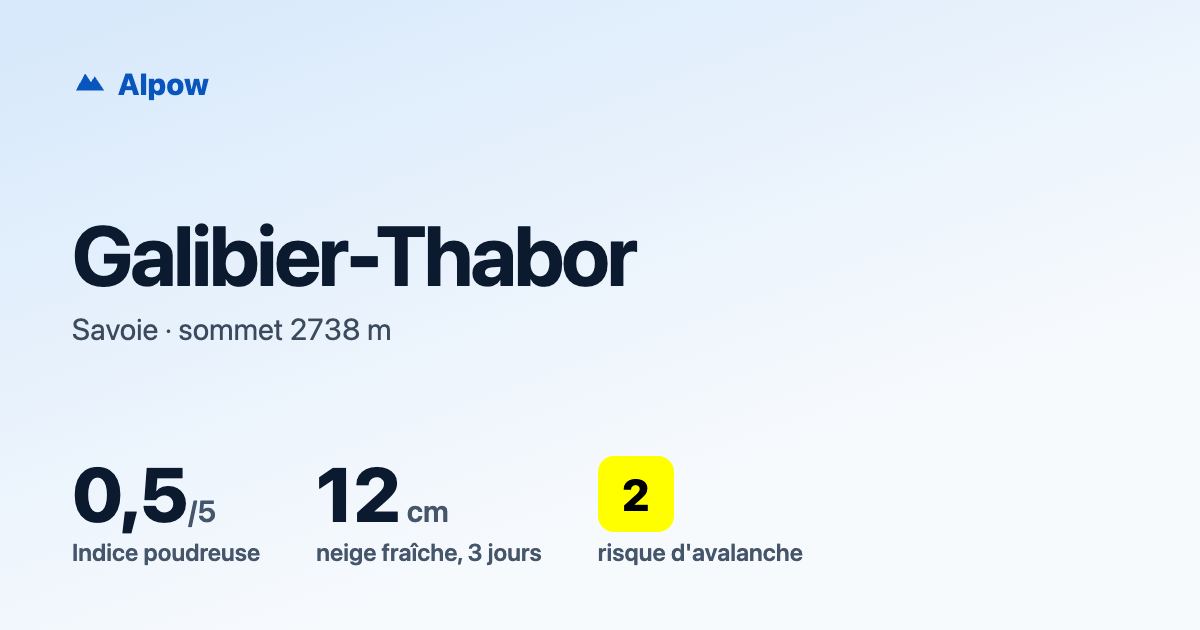 Alpow
Galibier-Thabor
Savoie · sommet 2738 m
0,5/5
Indice poudreuse
12 cm
neige fraîche, 3 jours
2
risque d'avalanche